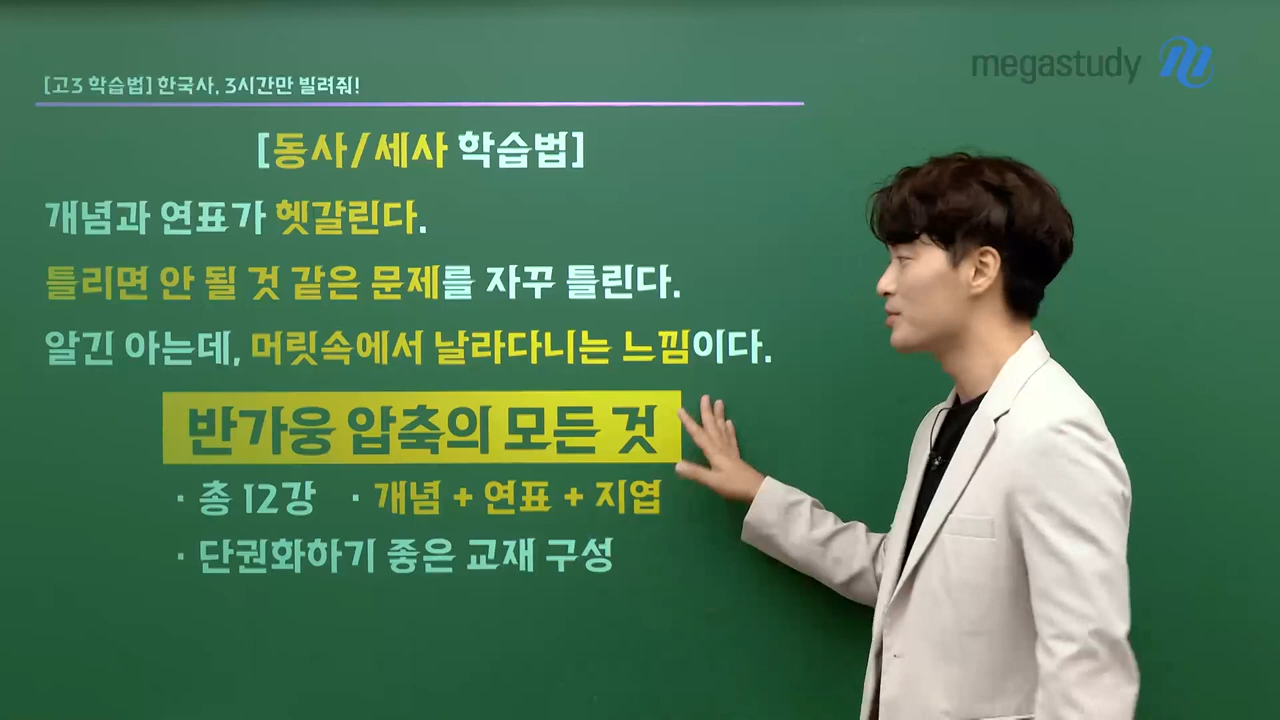 megastudy
[고3 학습법] 한국사, 3시간만 빌려줘!
[동사/세사 학습법]
개념과 연표가 헷갈린다.
틀리면 안 될 것 같은 문제를 자꾸 틀린다.
알긴 아는데, 머릿속에서 날라다니는 느낌이다.
반가웅 압축의 모든 것
· 총 12강 · 개념 + 연표 + 지엽
· 단권화하기 좋은 교재 구성